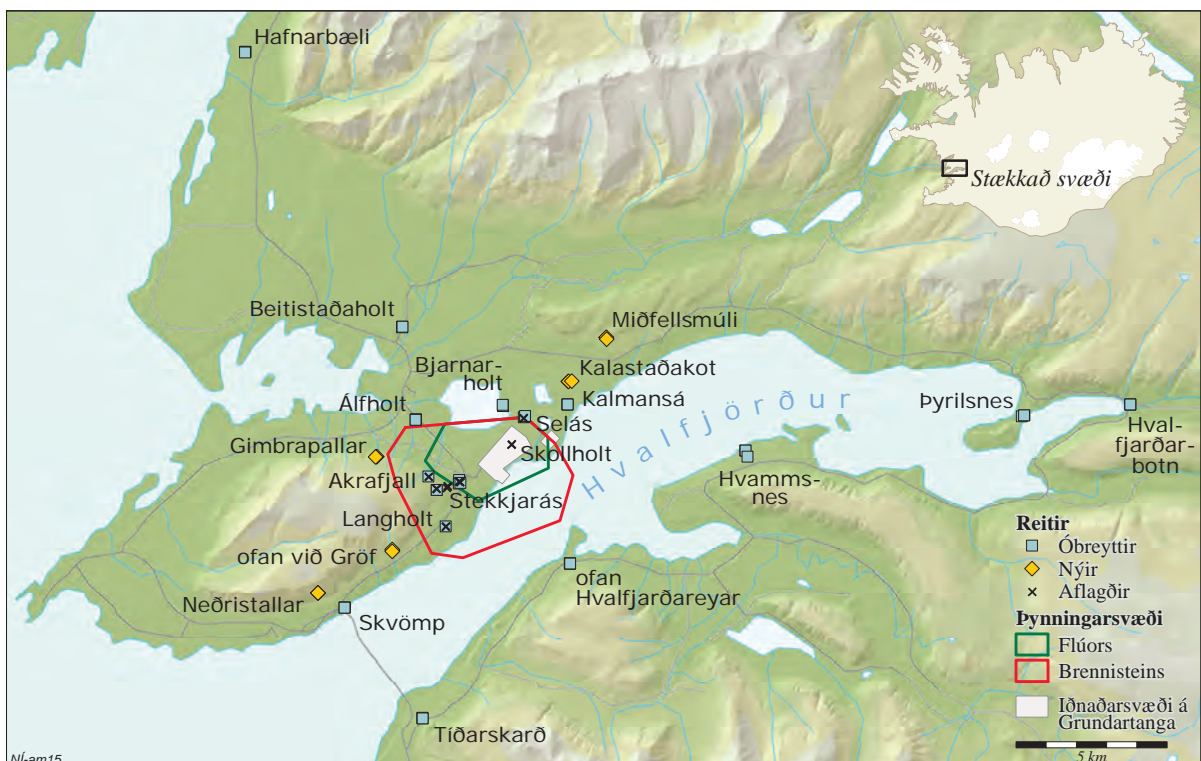 Hafnarbæli
Stækkað svæði
Beitistaðaholt
Miðfellsmúli
Bjarnar-
holt
Kalastaðakot
Kalmansá
Álfholt
Selás
Þyrilsnes
Hval-
fjarðar-
botn
Gimbrapallar
Skollholt
Hvalfjörður
Akrafjall
Stekkjarás
Hvamms-
nes
Langholt
ofan við Gröf
ofan
Hvalfjarðareyar
Neðristallar
Skvömp
Tíðarskarð
Reitir
Óbreyttir
Nýir
Aflagðir
Þynningarsvæði
Flúors
Brennisteins
Iðnaðarsvæði á
Grundartanga
5 km
NÍ-am15